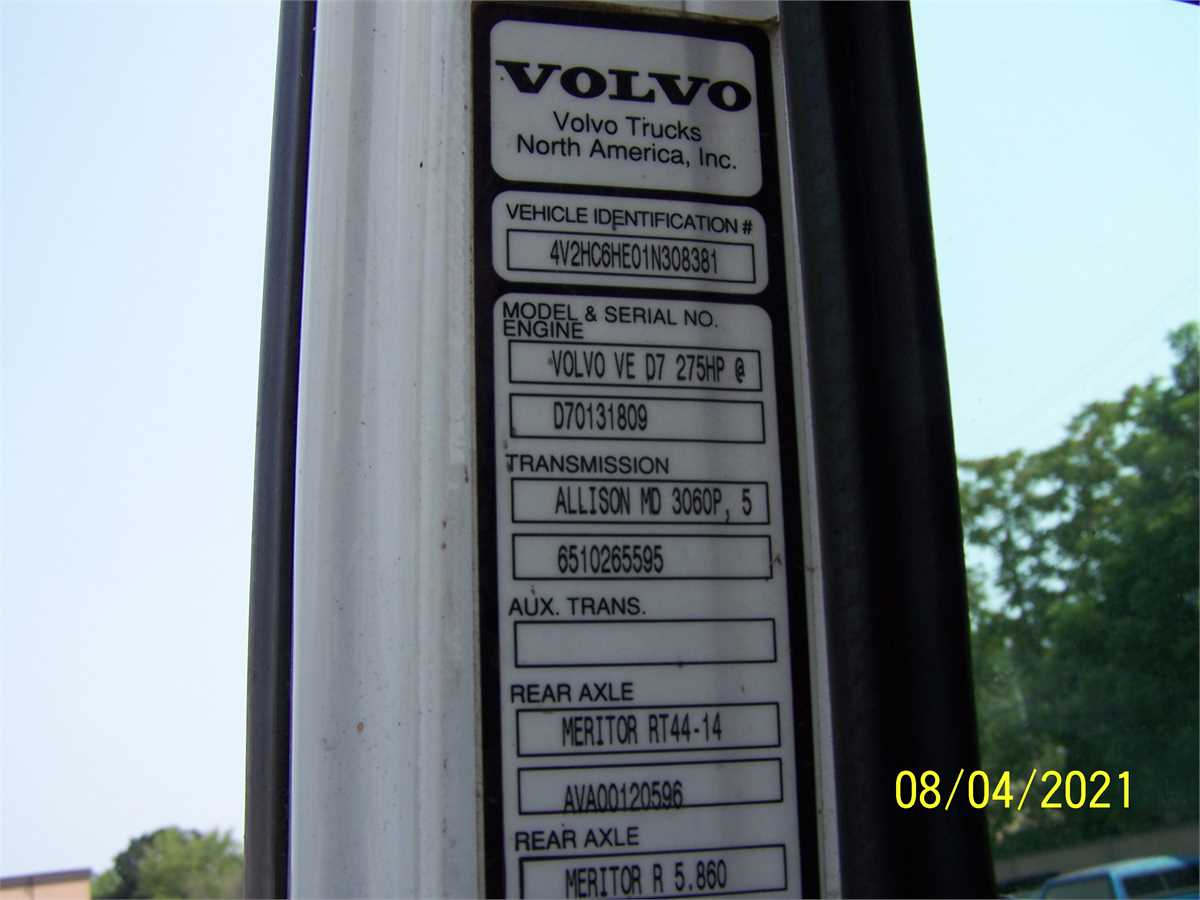 VOLVO
Volvo Trucks
North America, Inc.
VEHICLE IDENTIFICATION #
4V2HC6HE01N308381
MODEL & SERIAL NO.
ENGINE
VOLVO VE D7 275HP @
D70131809
TRANSMISSION
ALLISON MD 3060P, 5
6510265595
AUX. TRANS.
REAR AXLE
MERITOR RT44-14
AVA00120596
REAR AXLE
MERITOR R 5.860
08/04/2021